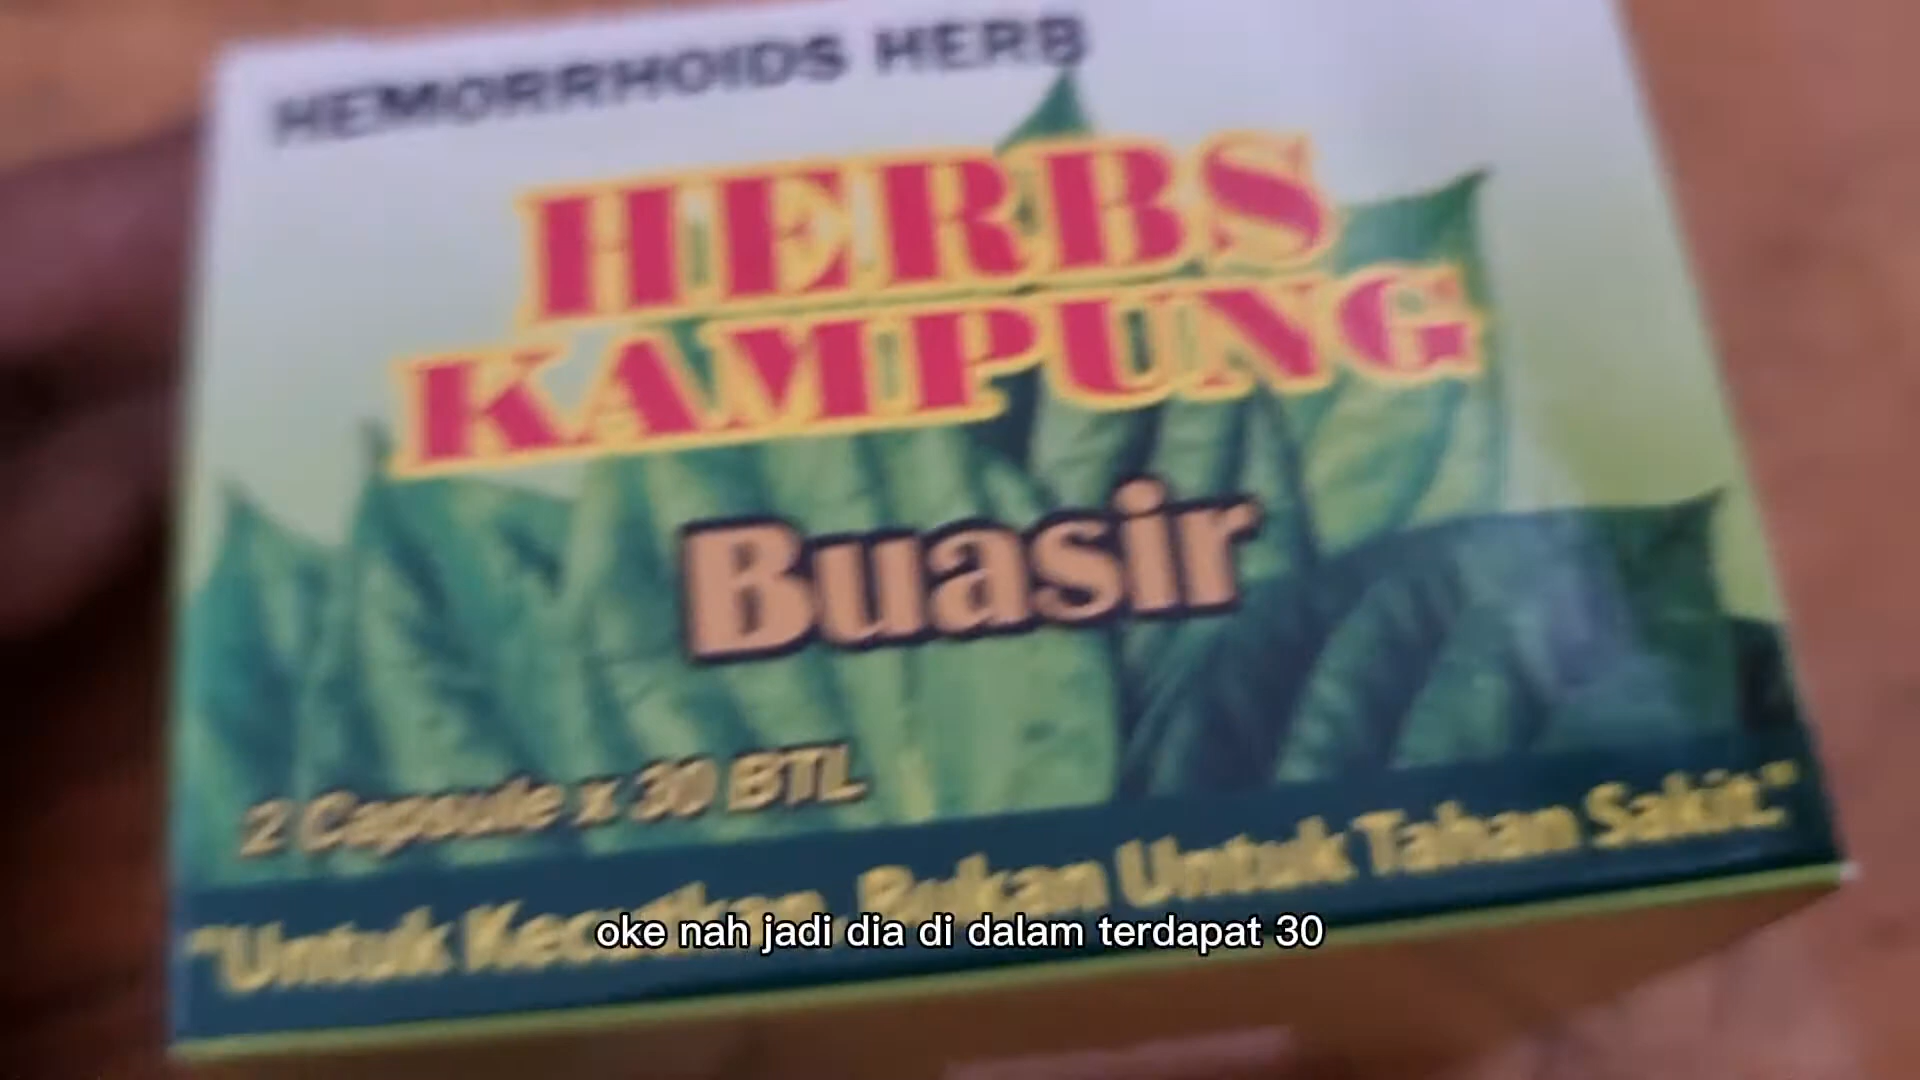 HEMORRHOIDS HERB
HERBS
KAMPUNG
Buasir
2 Capsule x 30 BTL
"Untuk Bukan Untuk Tahan Sakit."
oke nah jadi dia di dalam terdapat 30